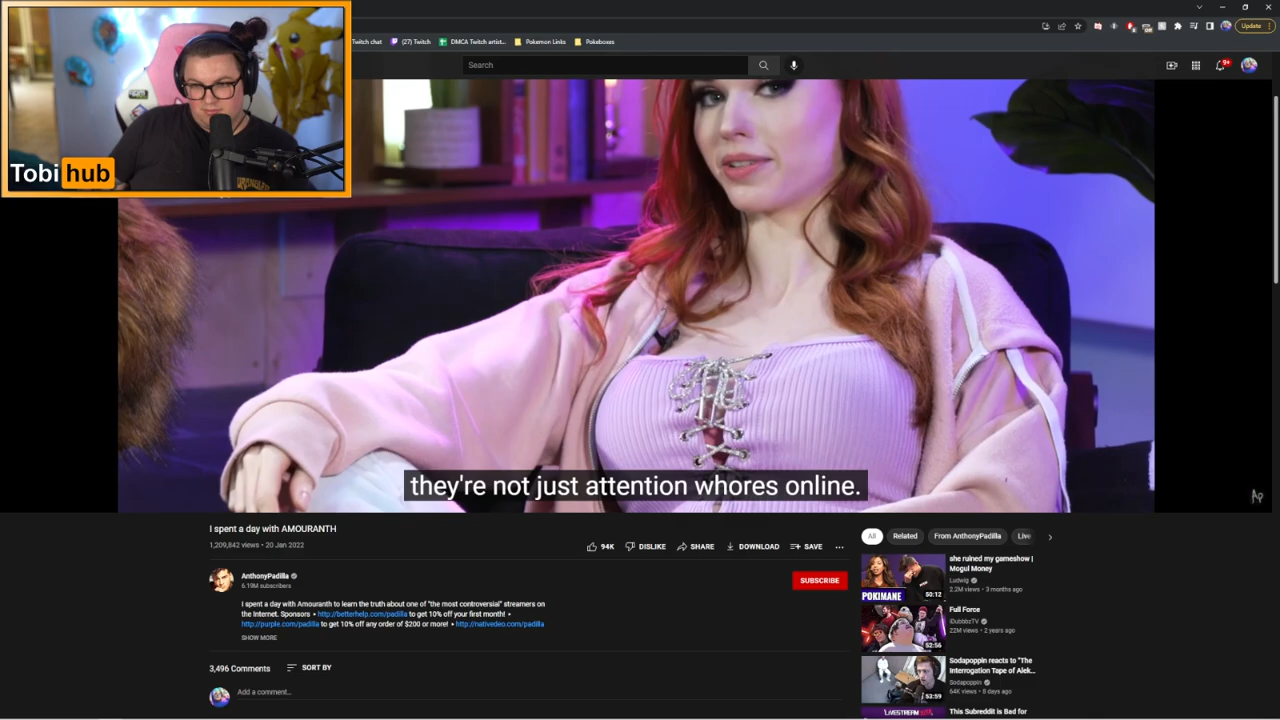 Twitch chat
(27) Twitch
DMCA Twitch artist...
Pokemon Links
Pokeboxes
Update
Search
9+
Tobi hub
they're not just attention whores online.
I spent a day with AMOURANTH
1,209,842 views • 20 Jan 2022
94K
DISLIKE
SHARE
DOWNLOAD
SAVE
AnthonyPadilla
6.19M subscribers
SUBSCRIBE
I spent a day with Amouranth to learn the truth about one of "the most controversial" streamers on
the Internet. Sponsors • http://betterhelp.com/padilla to get 10% off your first month! •
http://purple.com/padilla to get 10% off any order of $200 or more! • http://nativedeo.com/padilla
SHOW MORE
3,496 Comments
SORT BY
Add a comment...
All
Related
From AnthonyPadilla
Live
she ruined my gameshow |
Mogul Money
Ludwig
2.2M views • 3 months ago
POKIMANE
50:12
Full Force
iDubbbzTV
22M views • 2 years ago
52:56
Sodapoppin reacts to "The
Interrogation Tape of Alek...
Sodapoppin
64K views • 8 days ago
53:59
This Subreddit is Bad for